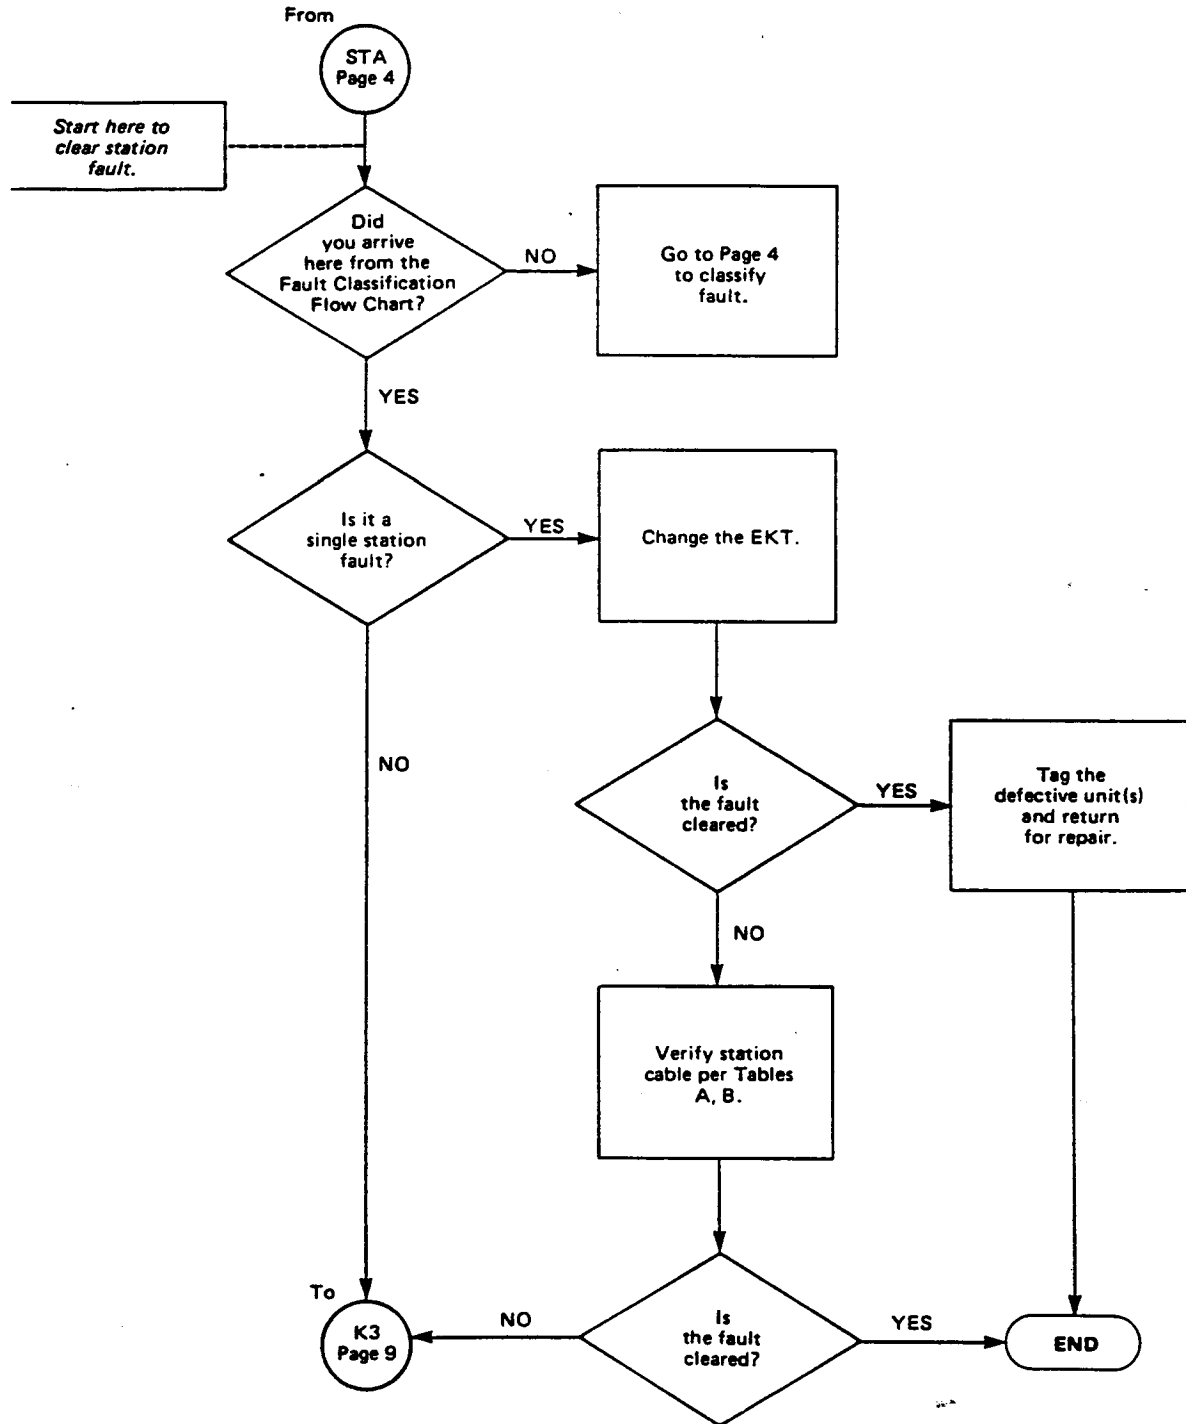 From
STA
Page 4
Start here to
clear station
fault.
Did
you arrive
here from the
Fault Classification
Flow Chart?
NO
Go to Page 4
to classify
fault.
YES
Is it a
single station
fault?
YES
Change the EKT.
NO
Is
the fault
cleared?
YES
Tag the
defective unit(s)
and return
for repair.
NO
Verify station
cable per Tables
A, B.
To
K3
Page 9
NO
Is
the fault
cleared?
YES
END